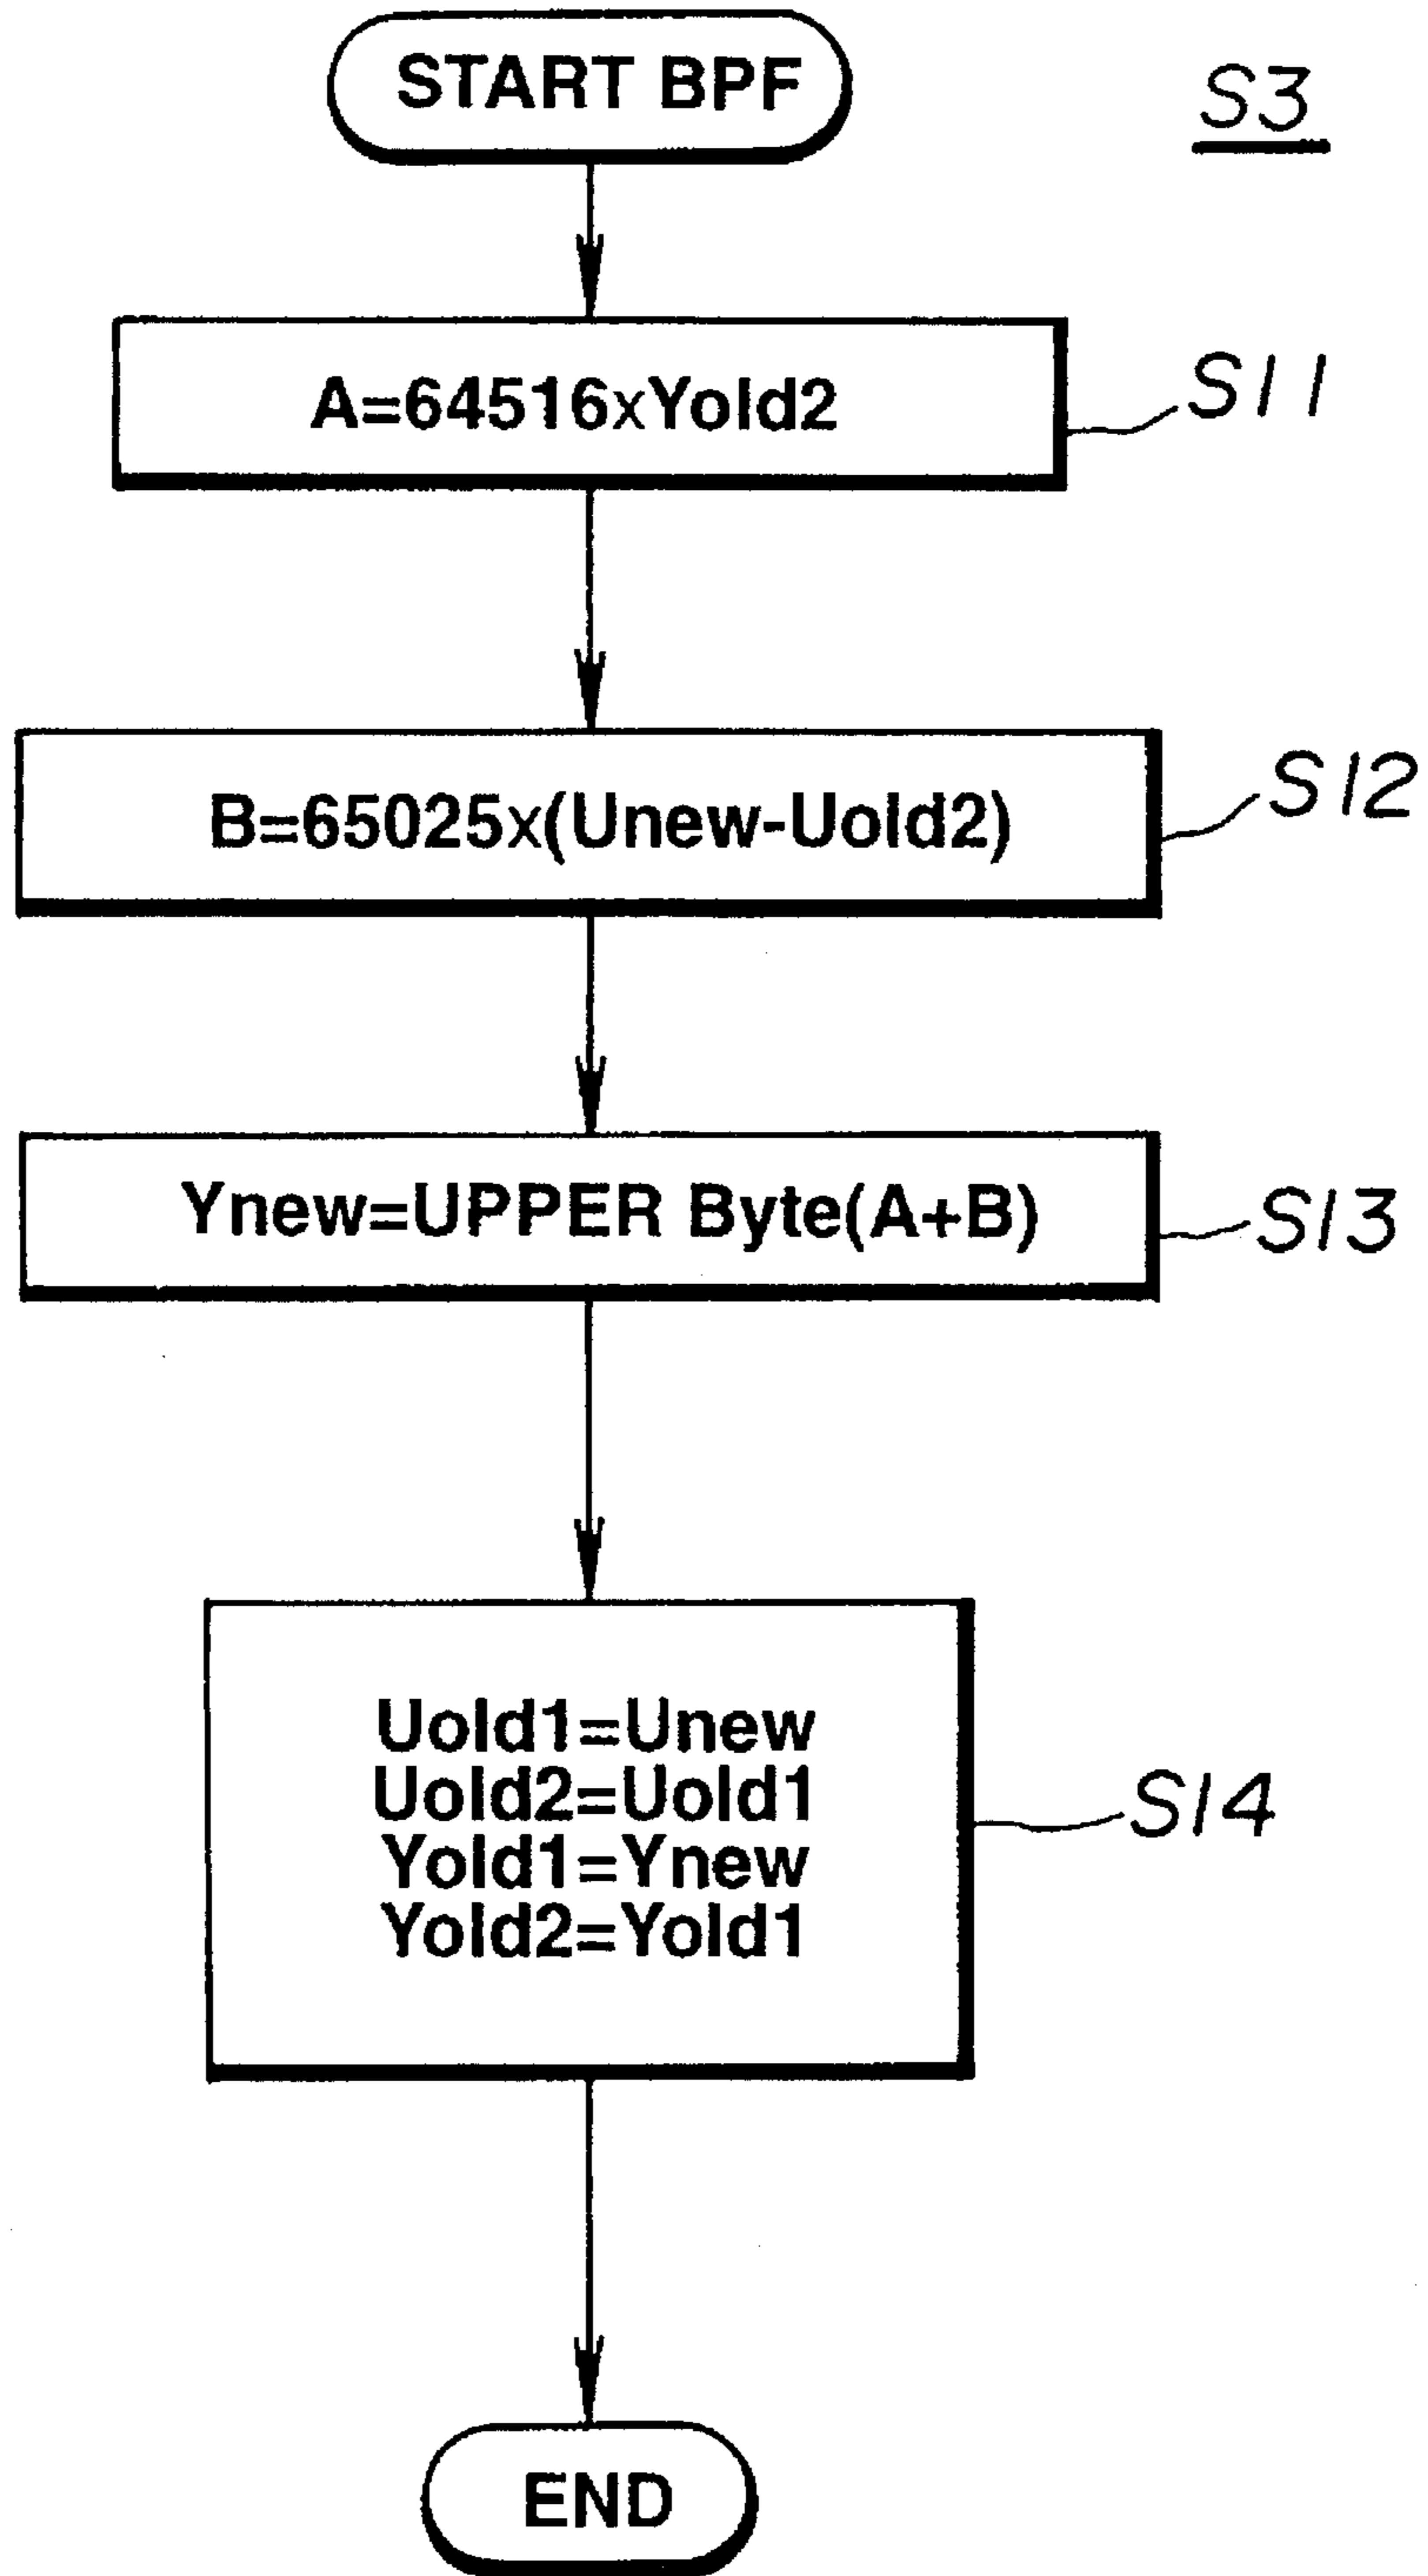 START BPF
S3
A=64516xYold2
S11
B=65025x(Unew-Uold2)
S12
Ynew=UPPER Byte(A+B)
S13
Uold1=Unew
Uold2=Uold1
Yold1=Ynew
Yold2=Yold1
S14
END